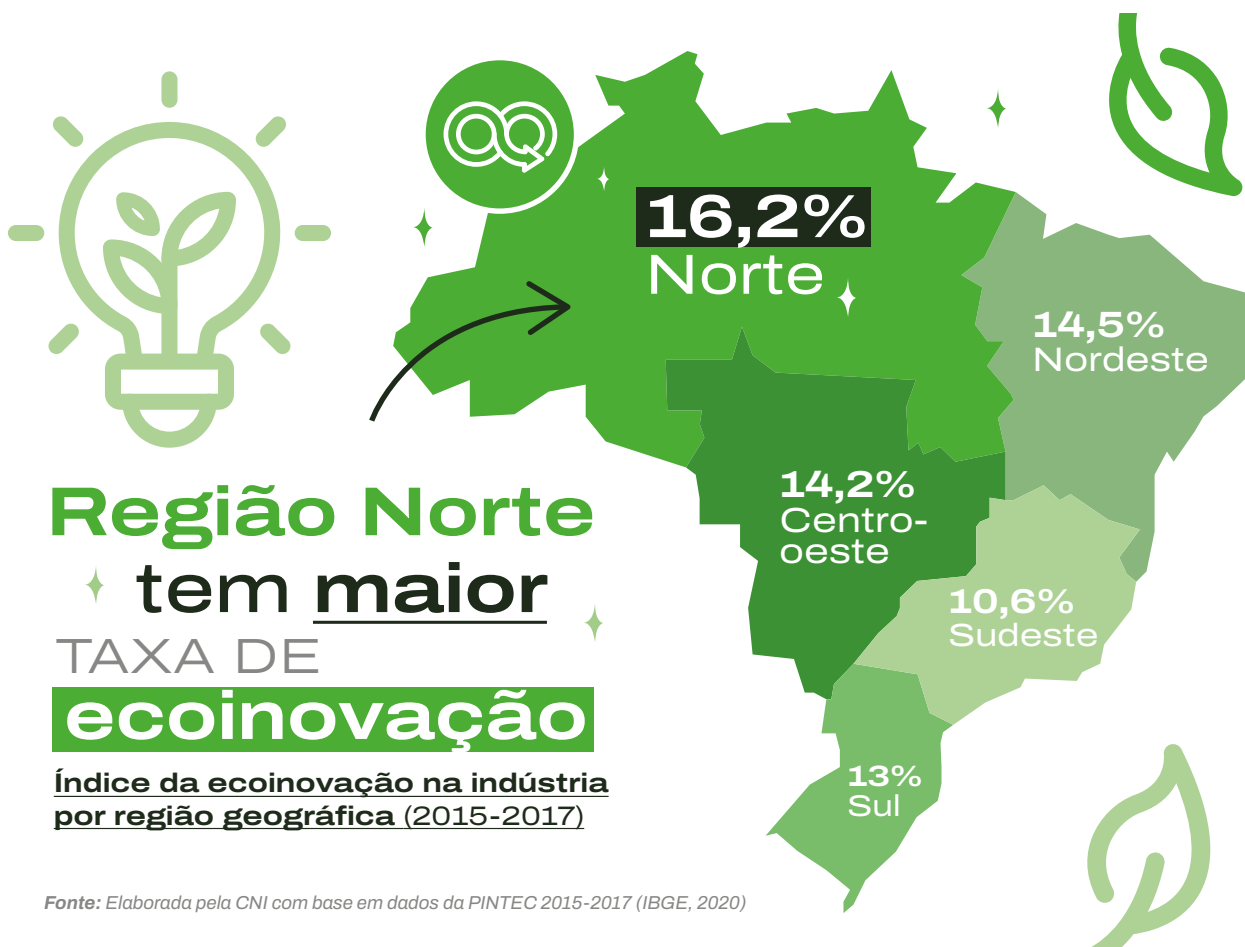 16,2%
Norte
14,5%
Nordeste
14,2%
Centro-
oeste
10,6%
Sudeste
13%
Sul
Região Norte
tem maior
TAXA DE
ecoinovação
Índice da ecoinovação na indústria
por região geográfica (2015-2017)
Fonte: Elaborada pela CNI com base em dados da PINTEC 2015-2017 (IBGE, 2020)